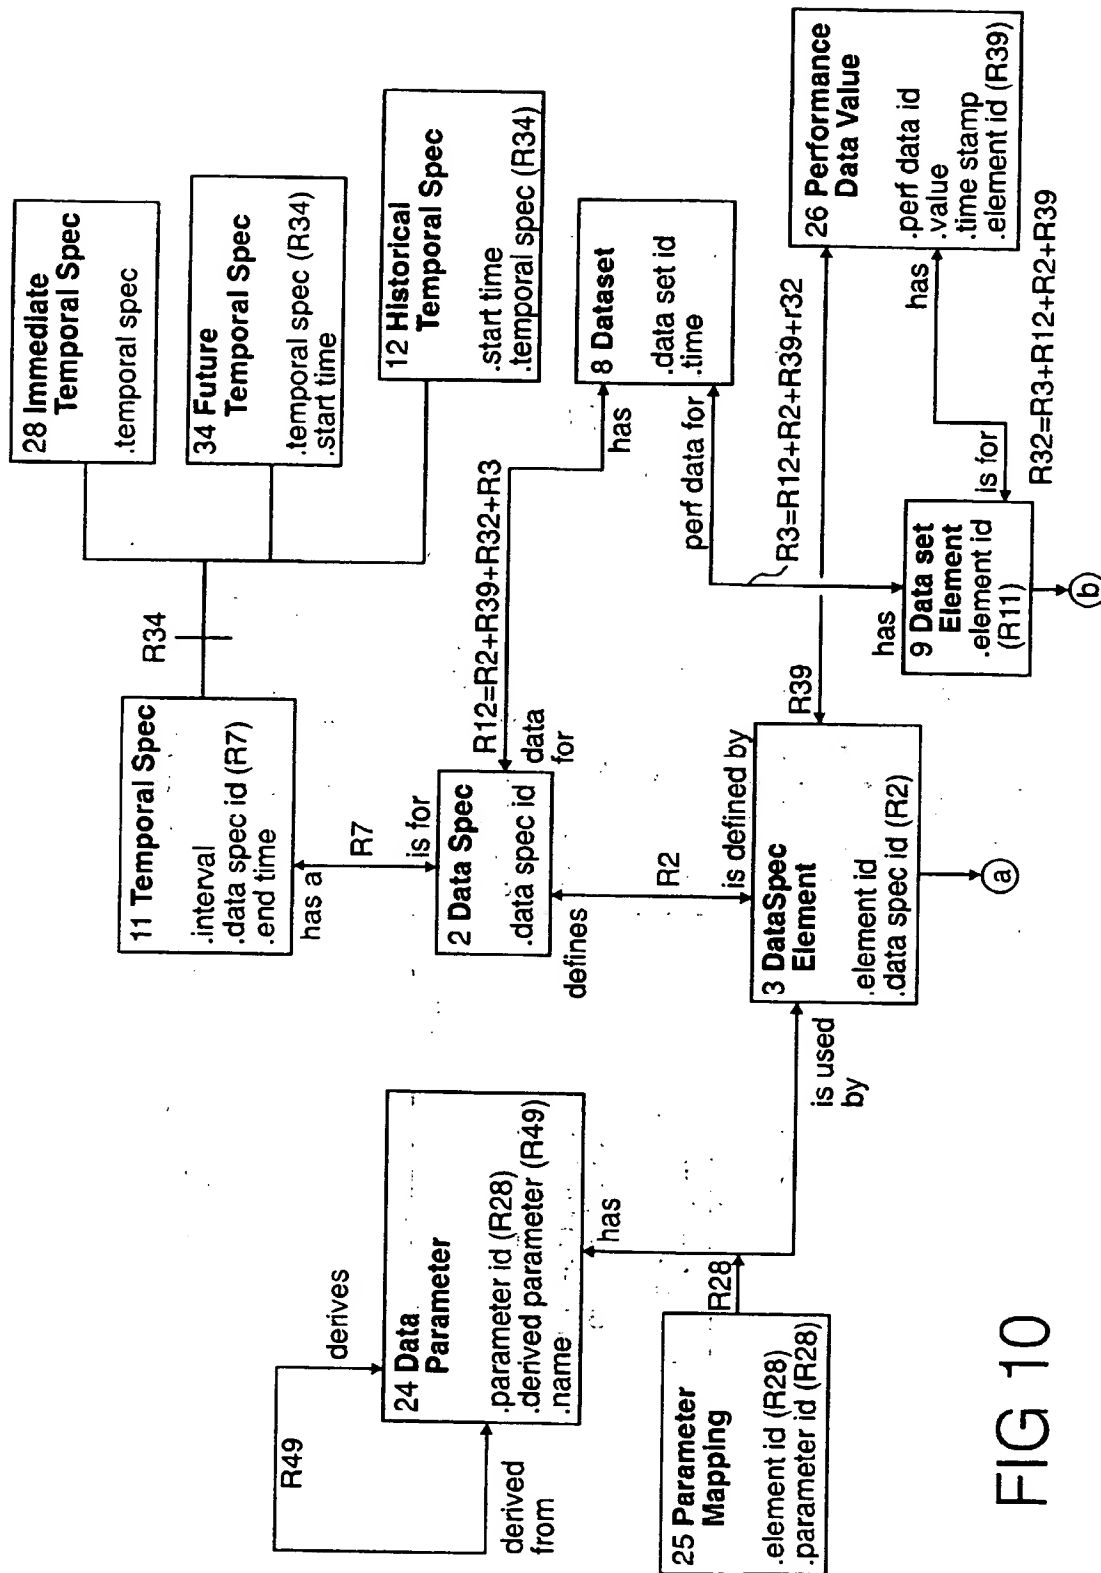 28 Immediate
Temporal Spec
.temporal spec
34 Future
Temporal Spec
.temporal spec (R34)
.start time
12 Historical
Temporal Spec
.start time
.temporal spec (R34)
R34
11 Temporal Spec
.interval
.data spec id (R7)
.end time
has a
R7
is for
2 Data Spec
.data spec id
data
for
R12=R2+R39+R32+R3
has
8 Dataset
.data set id
.time
perf data for
R3=R12+R2+R39+r32
has
9 Data set
Element
.element id
(R11)
b
is for
R32=R3+R12+R2+R39
has
26 Performance
Data Value
.perf data id
.value
.time stamp
.element id (R39)
R39
defines
R2
is defined by
3 DataSpec
Element
.element id
.data spec id (R2)
a
is used
by
R49
derives
derived
from
24 Data
Parameter
.parameter id (R28)
.derived parameter (R49)
.name
has
R28
25 Parameter
Mapping
.element id (R28)
.parameter id (R28)
FIG 10